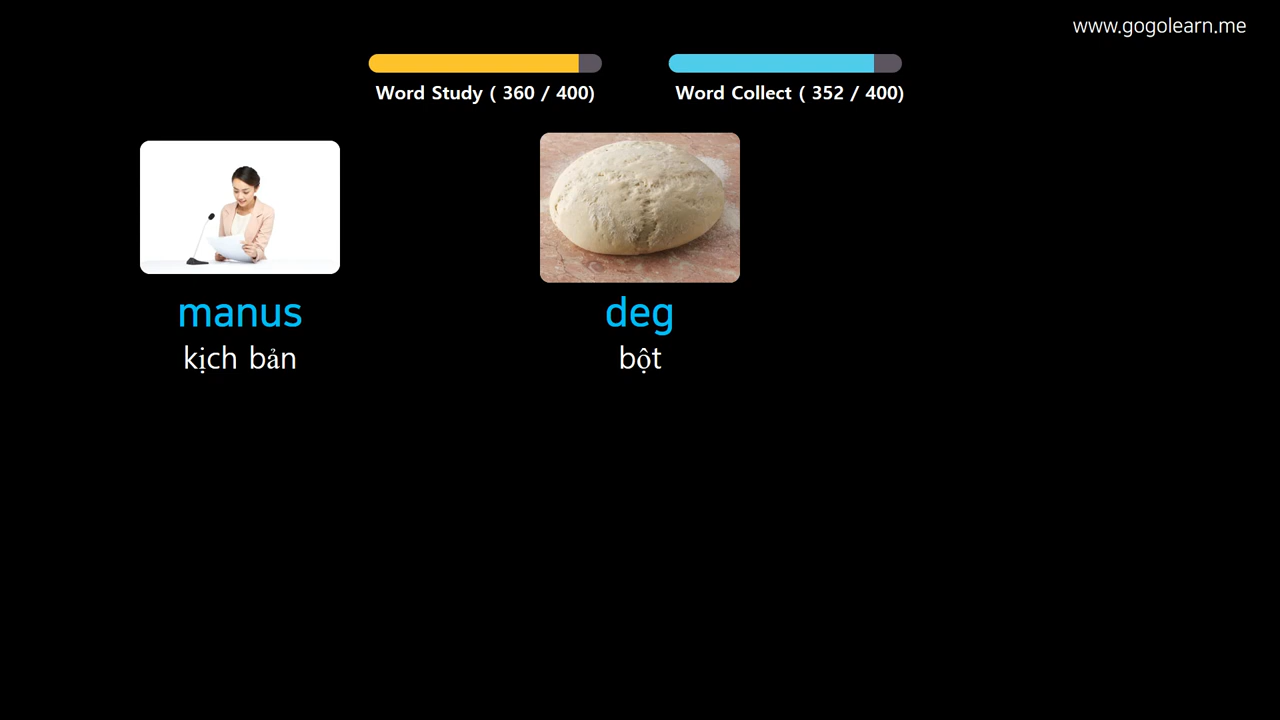 www.gogolearn.me
Word Study ( 360 / 400)
Word Collect ( 352 / 400)
manus
kịch bản
deg
bột